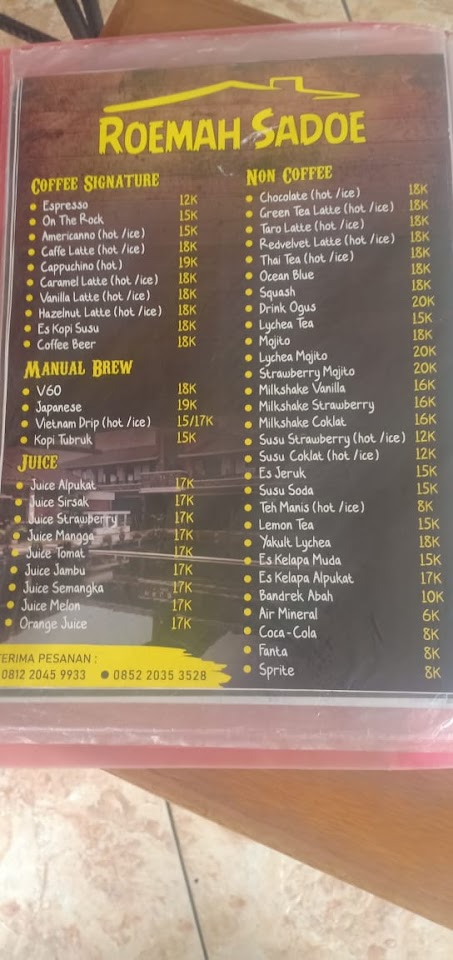 ROEMAH SADOE
COFFEE SIGNATURE
Espresso 12K
On The Rock 15K
Americanno (hot /ice) 15K
Caffe Latte (hot /ice) 18K
Cappuchino (hot) 19K
Caramel Latte (hot /ice) 18K
Vanilla Latte (hot /ice) 18K
Hazelnut Latte (hot /ice) 18K
Es Kopi Susu 18K
Coffee Beer 18K
MANUAL BREW
V60 18K
Japanese 19K
Vietnam Drip (hot /ice) 15/17K
Kopi Tubruk 15K
JUICE
Juice Alpukat 17K
Juice Sirsak 17K
Juice Strawberry 17K
Juice Mangga 17K
Juice Tomat 17K
Juice Jambu 17K
Juice Semangka 17K
Juice Melon 17K
Orange Juice 17K
TERIMA PESANAN :
0812 2045 9933 • 0852 2035 3528
NON COFFEE
Chocolate (hot /ice) 18K
Green Tea Latte (hot /ice) 18K
Taro Latte (hot /ice) 18K
Redvelvet Latte (hot /ice) 18K
Thai Tea (hot /ice) 18K
Ocean Blue 18K
Squash 18K
Drink Ogus 20K
Lychea Tea 15K
Mojito 18K
Lychea Mojito 20K
Strawberry Mojito 20K
Milkshake Vanilla 16K
Milkshake Strawberry 16K
Milkshake Coklat 16K
Susu Strawberry (hot /ice) 12K
Susu Coklat (hot /ice) 12K
Es Jeruk 15K
Susu Soda 15K
Teh Manis (hot /ice) 8K
Lemon Tea 15K
Yakult Lychea 18K
Es Kelapa Muda 15K
Es Kelapa Alpukat 17K
Bandrek Abah 10K
Air Mineral 6K
Coca-Cola 8K
Fanta 8K
Sprite 8K